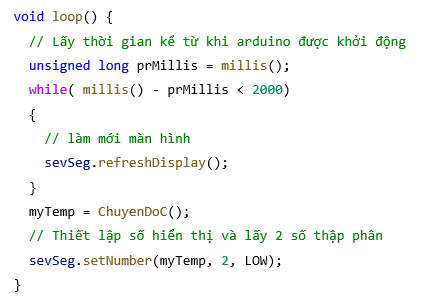 void loop() {
// Lấy thời gian kể từ khi arduino được khởi động
unsigned long prMillis = millis();
while( millis() - prMillis < 2000)
{
// làm mới màn hình
sevSeg.refreshDisplay();
}
myTemp = ChuyenDoC();
// Thiết lập số hiển thị và lấy 2 số thập phân
sevSeg.setNumber(myTemp, 2, LOW);
}